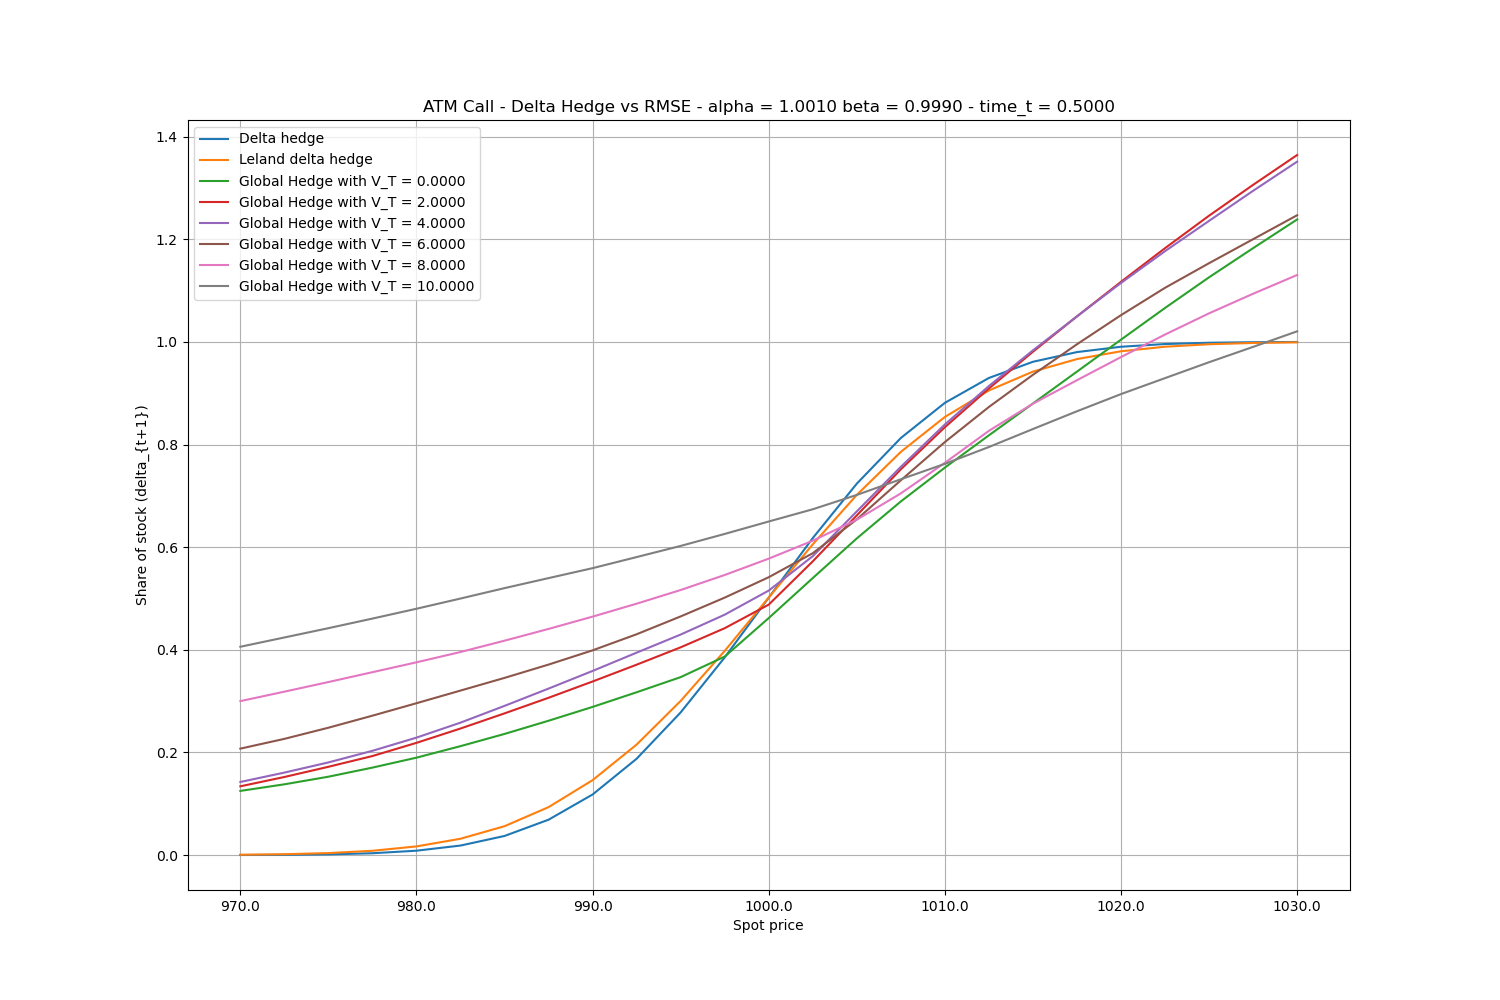 ATM Call - Delta Hedge vs RMSE - alpha = 1.0010 beta = 0.9990 - time_t = 0.5000
Delta hedge
Leland delta hedge
Global Hedge with V_T = 0.0000
Global Hedge with V_T = 2.0000
Global Hedge with V_T = 4.0000
Global Hedge with V_T = 6.0000
Global Hedge with V_T = 8.0000
Global Hedge with V_T = 10.0000
Share of stock (delta_{t+1})
1.4
1.2
1.0
0.8
0.6
0.4
0.2
0.0
970.0 980.0 990.0 1000.0 1010.0 1020.0 1030.0
Spot price